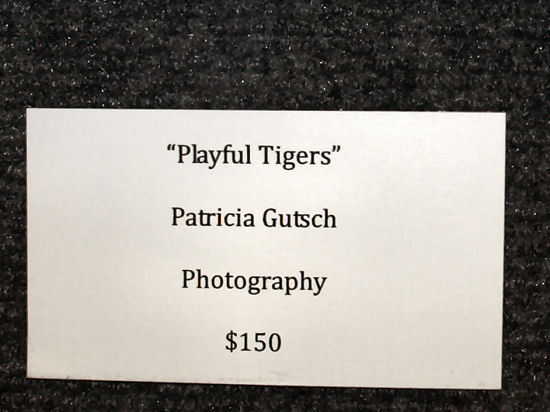 “Playful Tigers”
Patricia Gutsch
Photography
$150